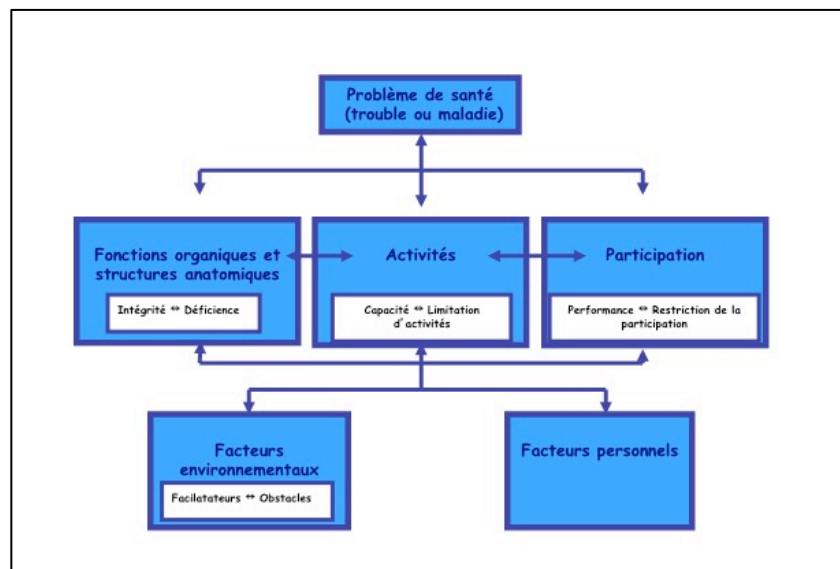 Problème de santé
(trouble ou maladie)
Fonctions organiques et
structures anatomiques
Intégrité ↔ Déficience
Activités
Capacité ↔ Limitation
d'activités
Participation
Performance ↔ Restriction de la
participation
Facteurs
environnementaux
Facilatateurs ↔ Obstacles
Facteurs personnels